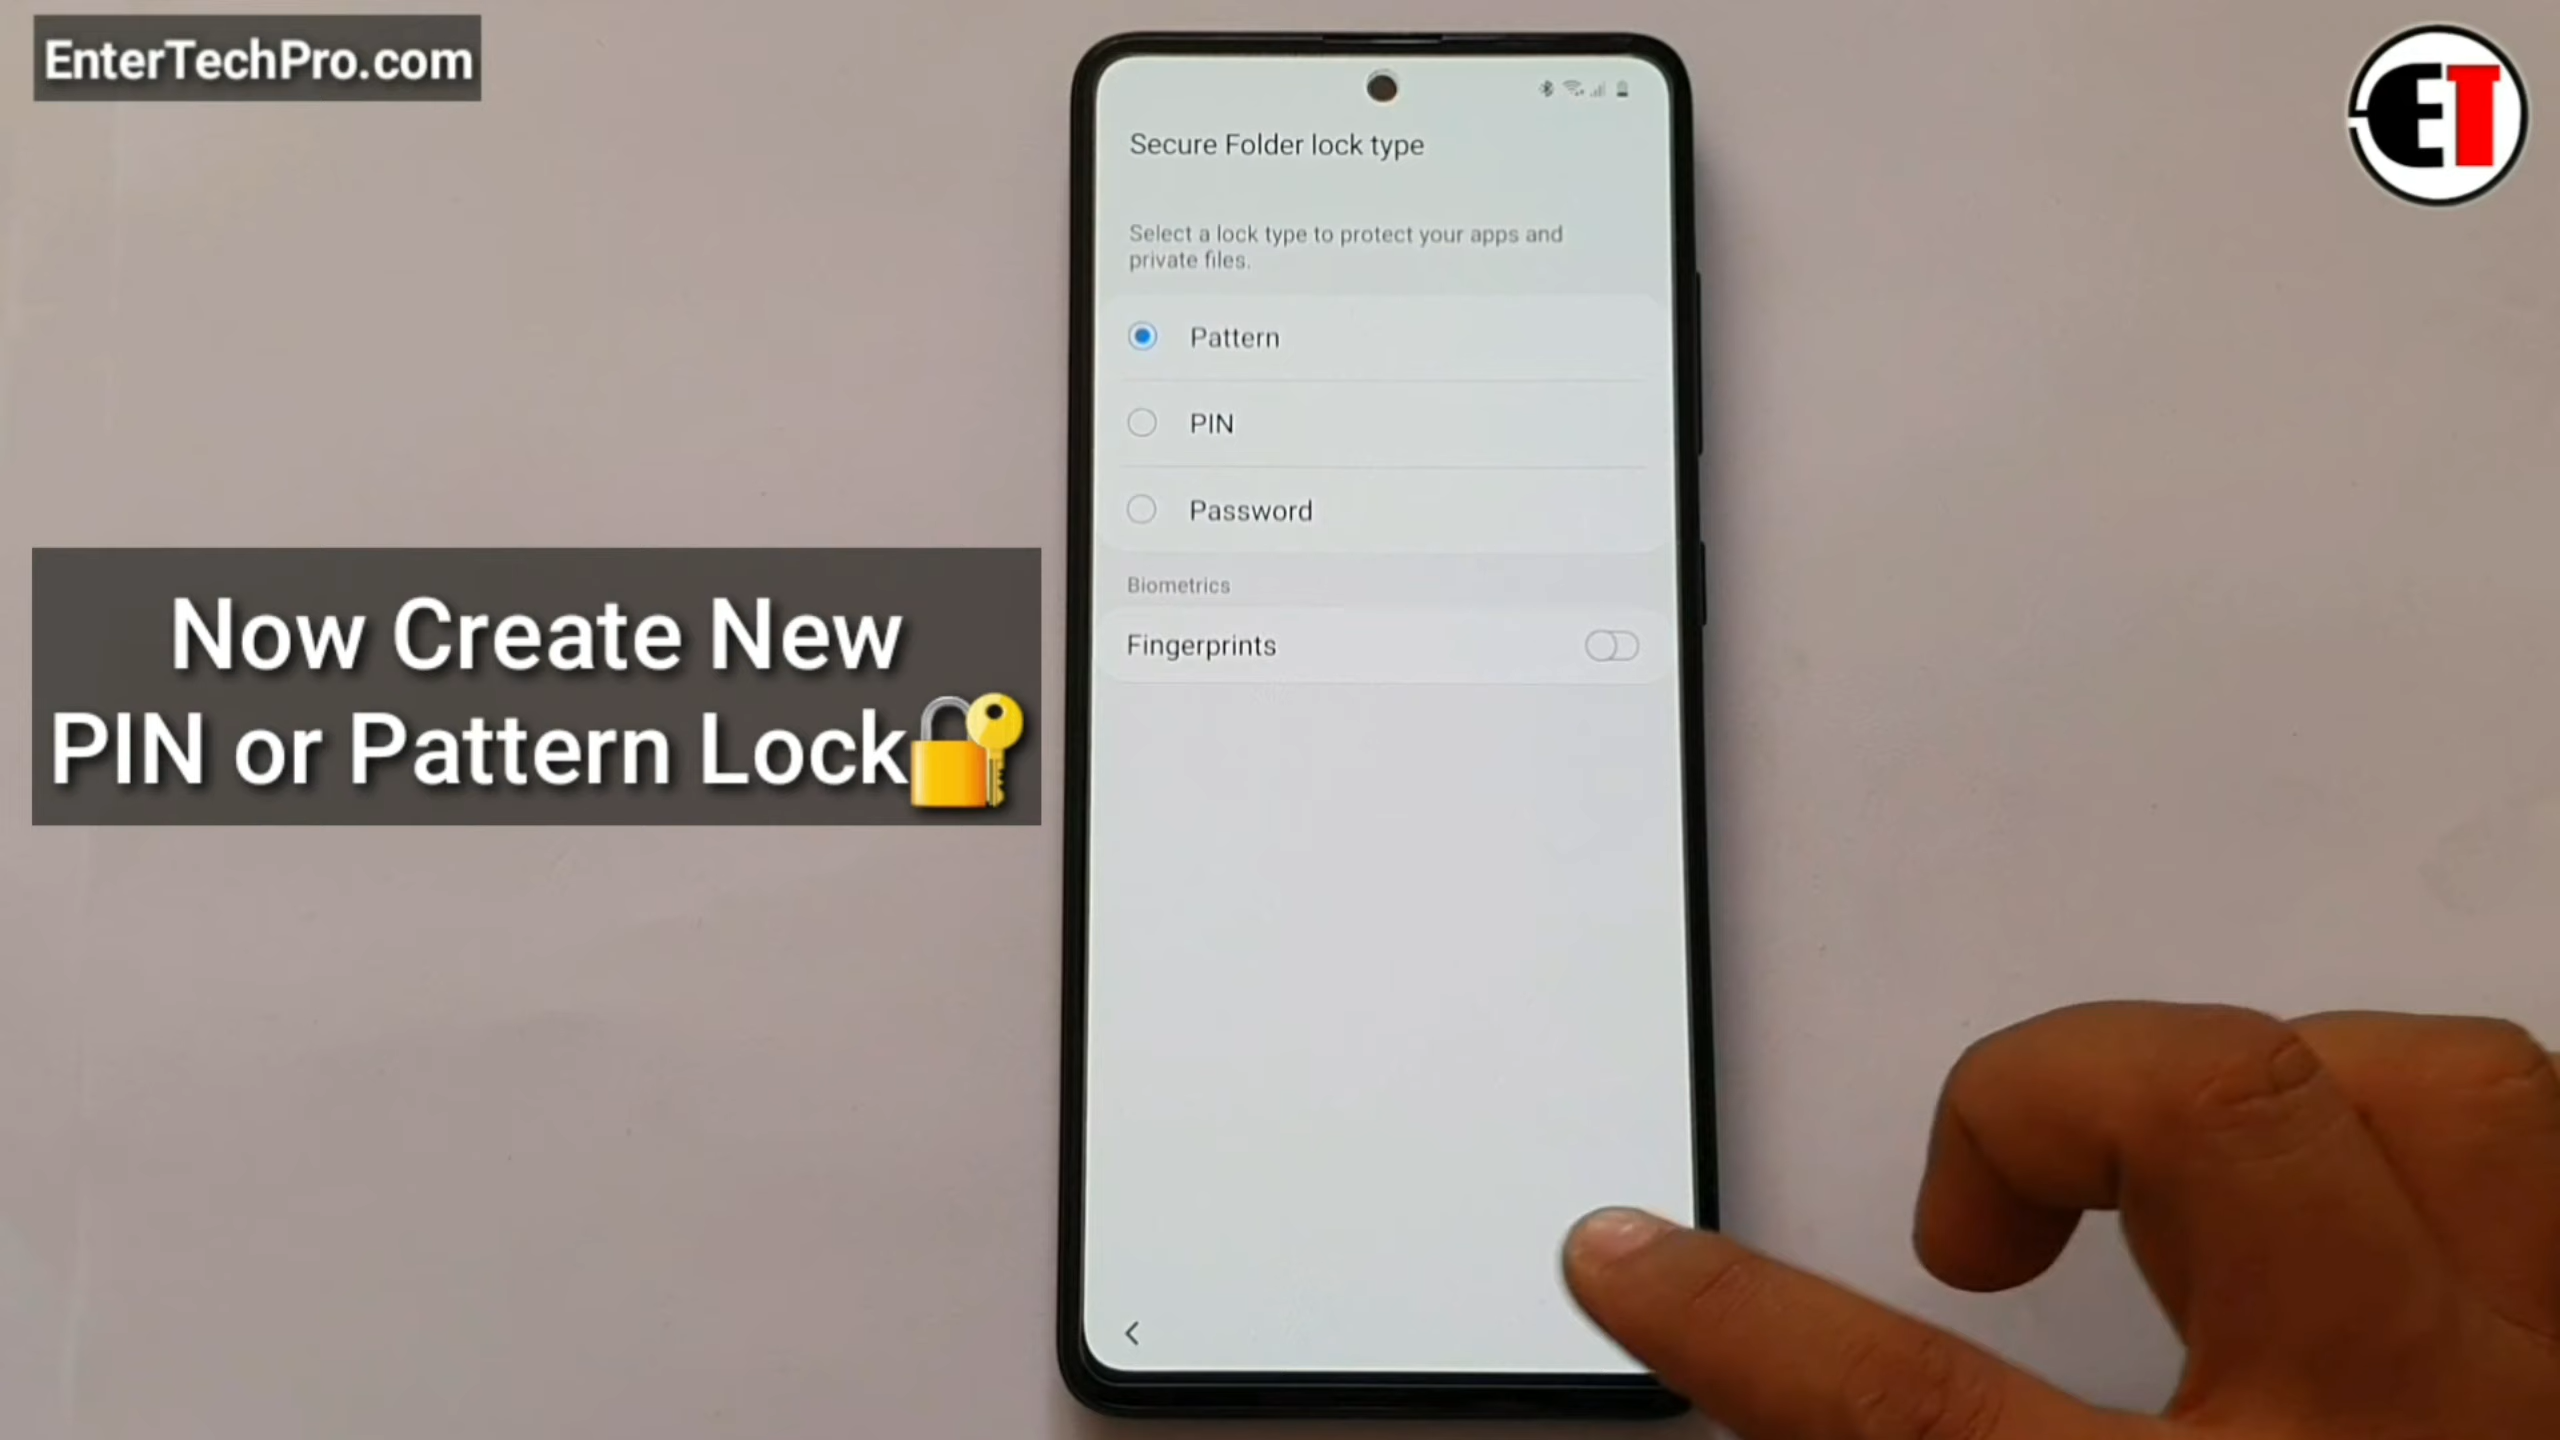 EnterTechPro.com
ET
Secure Folder lock type
Select a lock type to protect your apps and
private files.
Pattern
PIN
Password
Biometrics
Fingerprints
Now Create New
PIN or Pattern Lock🔐